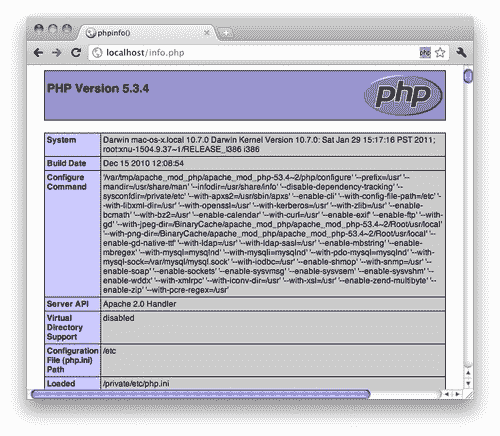 phpinfo()
localhost/info.php
php
PHP Version 5.3.4
php
System
Darwin mac-os-x.local 10.7.0 Darwin Kernel Version 10.7.0: Sat Jan 29 15:17:16 PST 2011;
root:xnu-1504.9.37~1/RELEASE_I386 i386
Build Date
Dec 15 2010 12:08:54
Configure
Command
'/var/tmp/apache_mod_php/apache_mod_php-53.4~2/php/configure' '--prefix=/usr' '--
mandir=/usr/share/man' '--infodir=/usr/share/info' '--disable-dependency-tracking' '--
sysconfdir=/private/etc' '--with-apxs2=/usr/sbin/apxs' '--enable-cli' '--with-config-file-path=/etc' '-
-with-libxml-dir=/usr' '--with-openssl=/usr' '--with-kerberos=/usr' '--with-zlib=/usr' '--enable-
bcmath' '--with-bz2=/usr' '--enable-calendar' '--with-curl=/usr' '--enable-exif' '--enable-ftp' '--with-
gd' '--with-jpeg-dir=/BinaryCache/apache_mod_php/apache_mod_php-53.4~2/Root/usr/local' '-
-with-png-dir=/BinaryCache/apache_mod_php/apache_mod_php-53.4~2/Root/usr/local' '--
enable-gd-native-ttf' '--with-ldap=/usr' '--with-ldap-sasl=/usr' '--enable-mbstring' '--enable-
mbregex' '--with-mysql=mysqlnd' '--with-mysqli=mysqlnd' '--with-pdo-mysql=mysqlnd' '--with-
mysql-sock=/var/mysql/mysql.sock' '--with-iodbc=/usr' '--enable-shmop' '--with-snmp=/usr' '--
enable-soap' '--enable-sockets' '--enable-sysvmsg' '--enable-sysvsem' '--enable-sysvshm' '--
enable-wddx' '--with-xmlrpc' '--with-iconv-dir=/usr' '--with-xsl=/usr' '--enable-zend-multibyte' '--
enable-zip' '--with-pcre-regex=/usr'
Server API
Apache 2.0 Handler
Virtual
Directory
Support
disabled
Configuration
File (php.ini)
Path
/etc
Loaded
/private/etc/php.ini